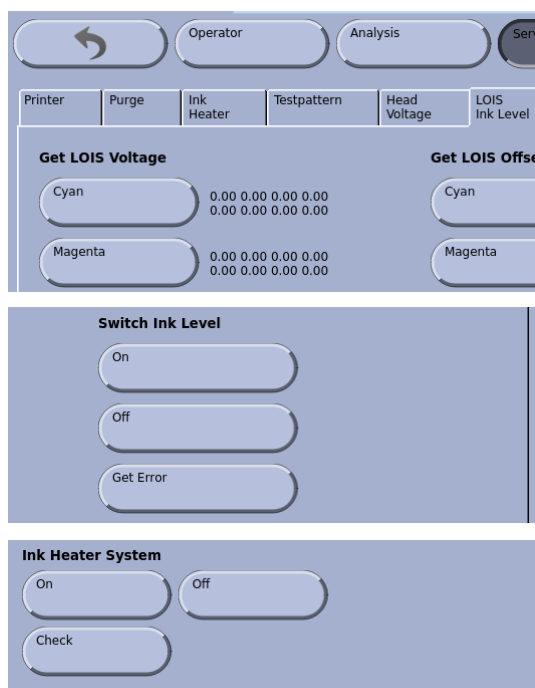 Operator
Analysis
Printer
Purge
Ink
Heater
Testpattern
Head
Voltage
LOIS
Ink Level
Get LOIS Voltage
Get LOIS
Cyan
0.00 0.00 0.00 0.00
0.00 0.00 0.00 0.00
Cyan
Magenta
0.00 0.00 0.00 0.00
0.00 0.00 0.00 0.00
Magenta
Switch Ink Level
On
Off
Get Error
Ink Heater System
On
Off
Check